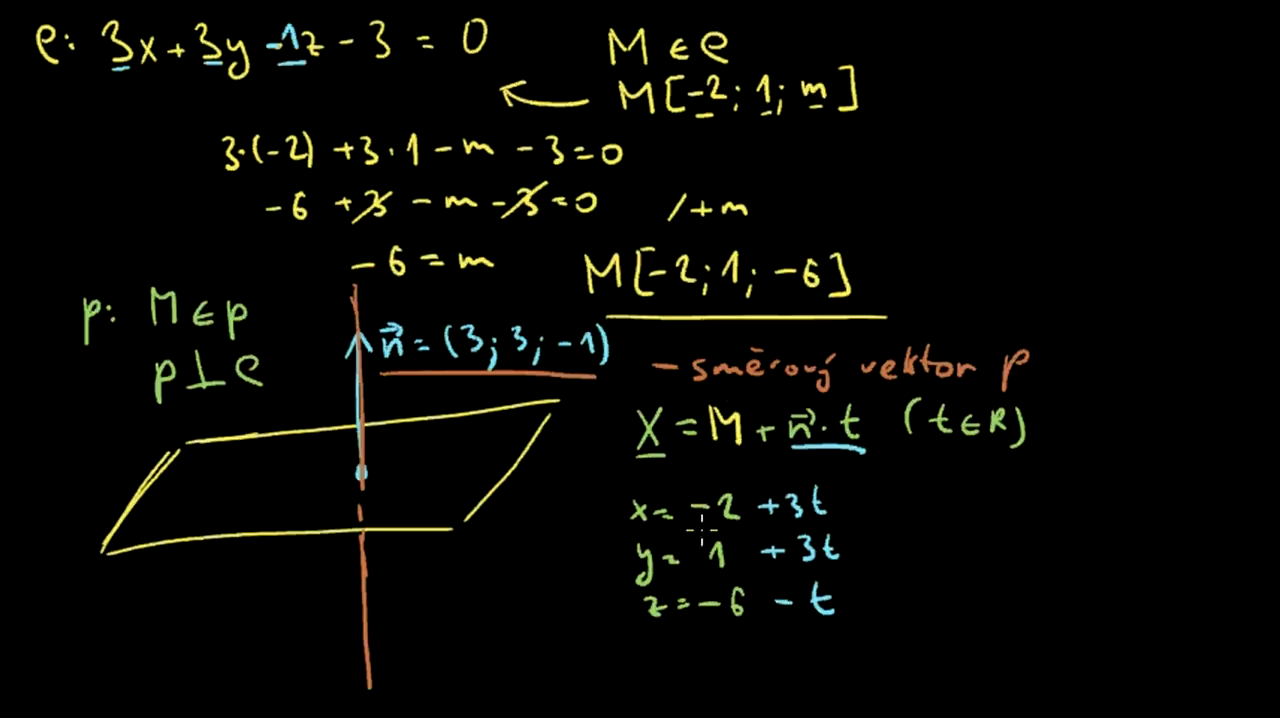 ρ: 3x + 3y -1z - 3 = 0
M ∈ ρ
M[-2; 1; m]
3·(-2) + 3·1 - m - 3 = 0
-6 + 3 - m - 3 = 0 /+m
-6 = m
M[-2; 1; -6]
p: M ∈ p
p ⊥ ρ
n⃗ = (3; 3; -1)
- směrový vektor p
X = M + n⃗·t (t ∈ R)
x = -2 + 3t
y = 1 + 3t
z = -6 - t